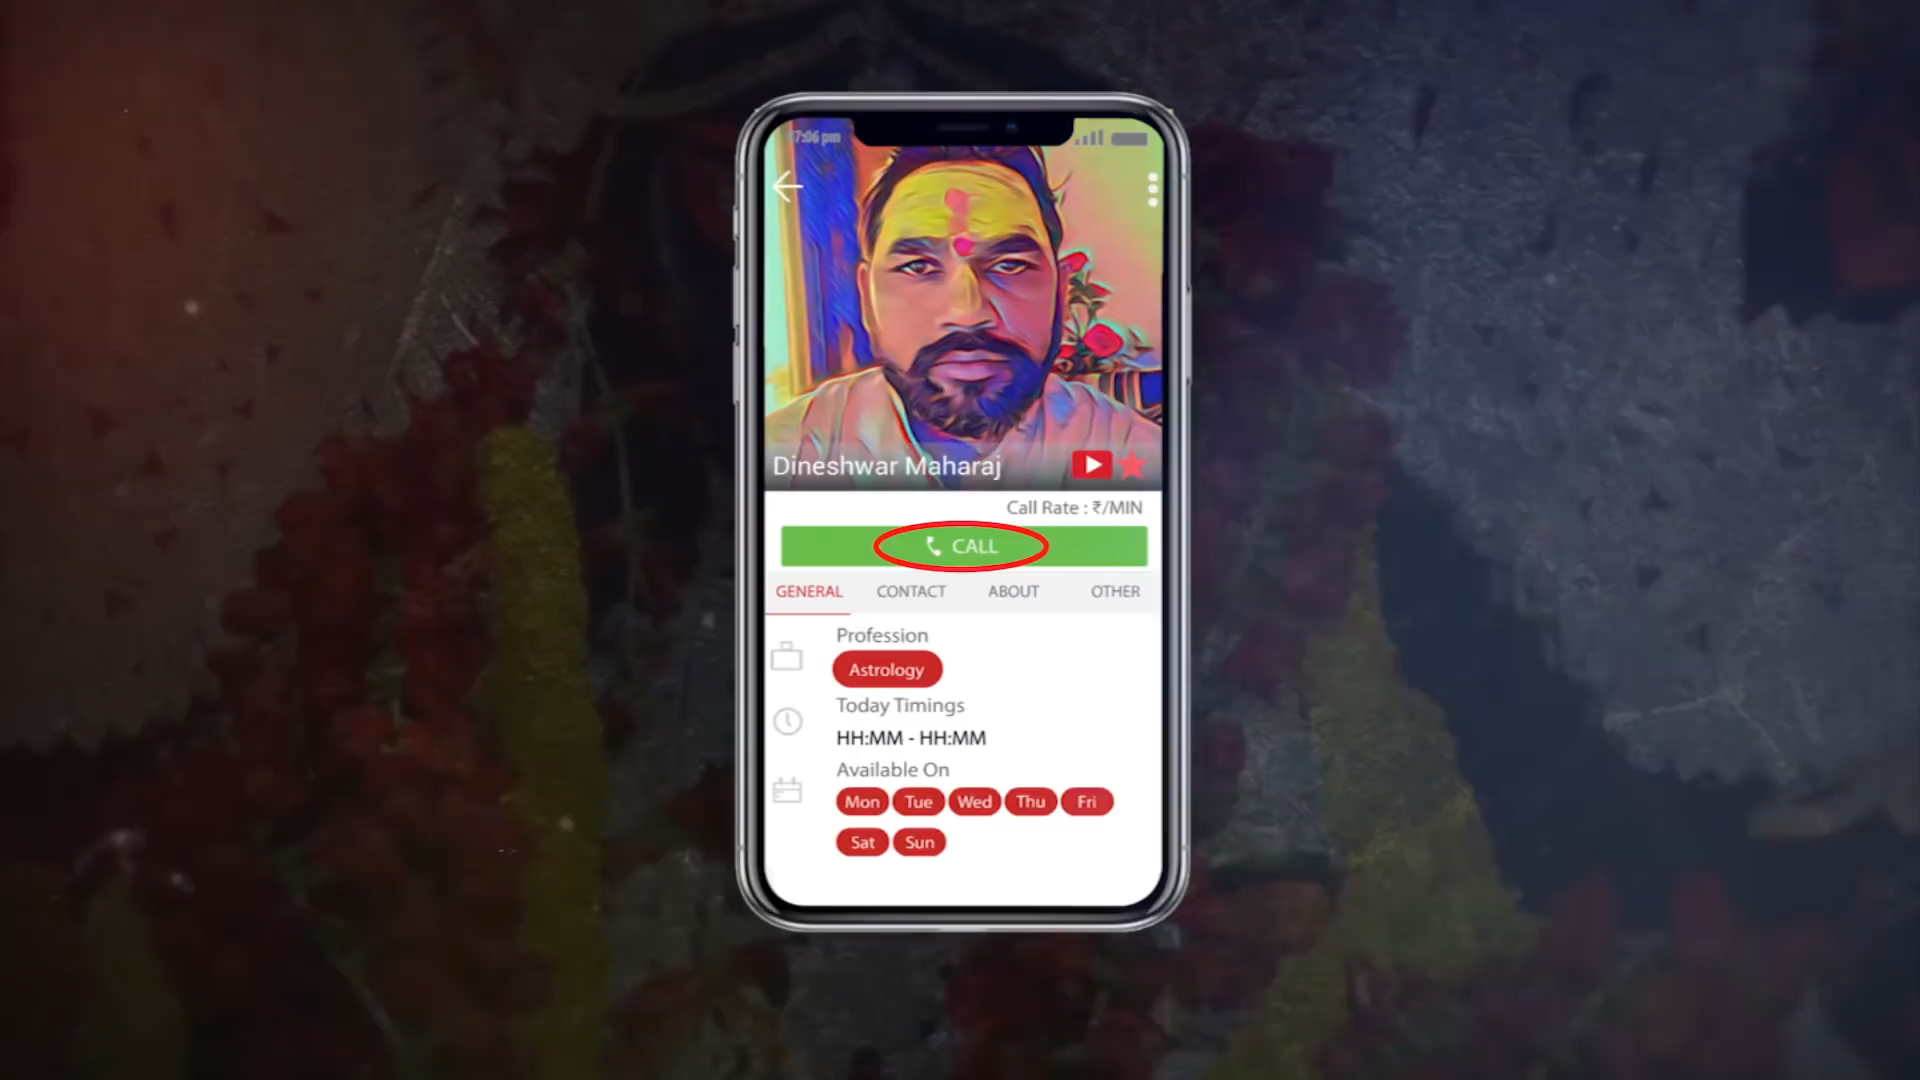 7:06 pm
Dineshwar Maharaj
Call Rate : ₹/MIN
CALL
GENERAL CONTACT ABOUT OTHER
Profession
Astrology
Today Timings
HH:MM - HH:MM
Available On
Mon Tue Wed Thu Fri
Sat Sun